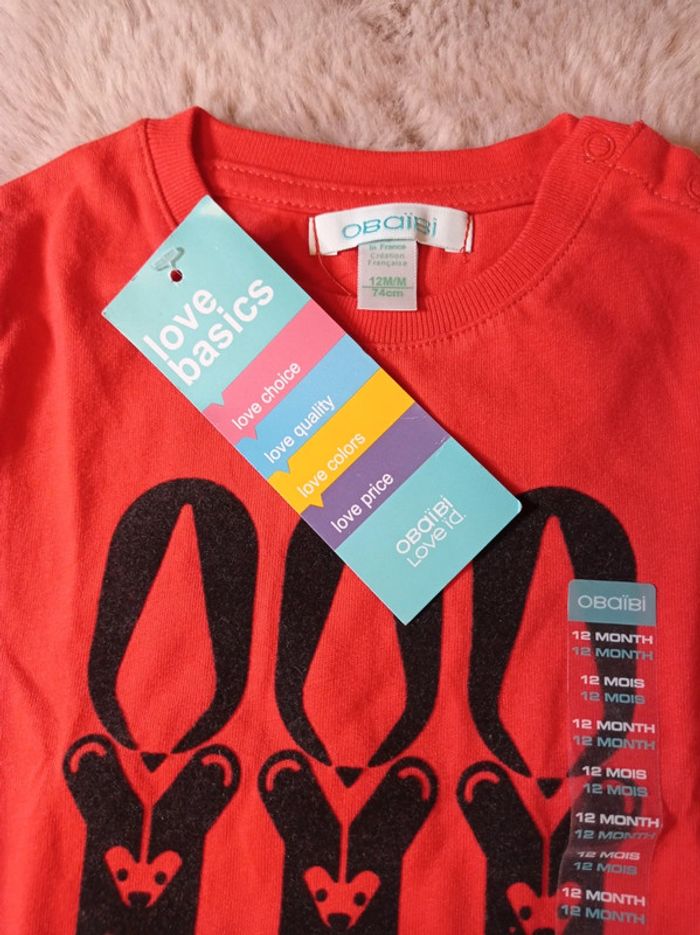 OBaïBi
In France
Création
Française
12M/M
74cm
love
basics
love choice
love quality
love colors
love price
OBaïBi
LOVE ïD.
OBaïBi
12 MONTH
12 MONTH
12 MOIS
12 MOIS
12 MONTH
12 MONTH
12 MOIS
12 MOIS
12 MONTH
12 MONTH
12 MOIS
12 MOIS
12 MONTH
12 MONTH